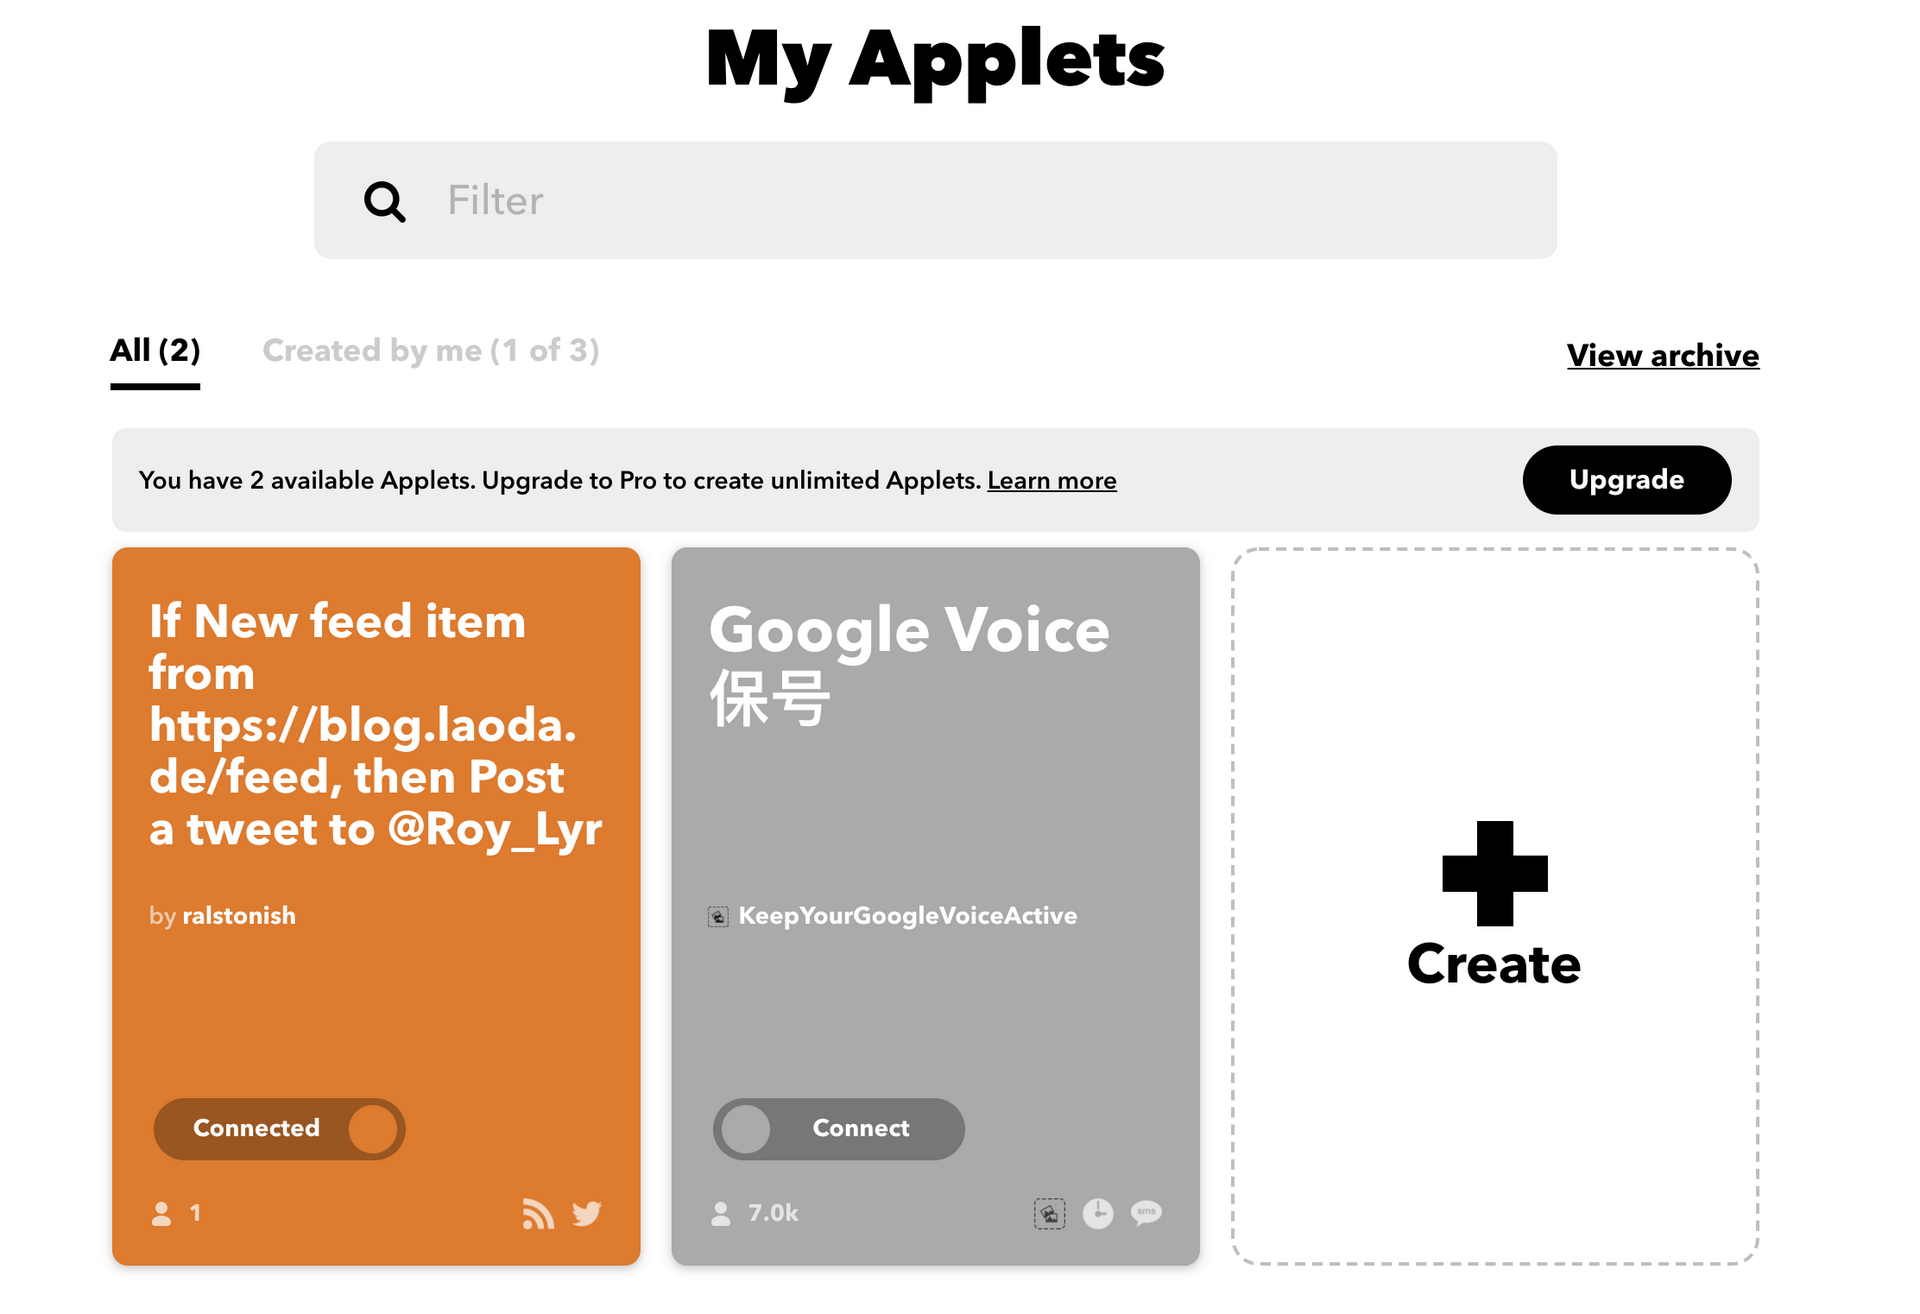 My Applets
Filter
All (2)
Created by me (1 of 3)
View archive
You have 2 available Applets. Upgrade to Pro to create unlimited Applets. Learn more
Upgrade
If New feed item
from
https://blog.laoda.
de/feed, then Post
a tweet to @Roy_Lyr
by ralstonish
Connected
1
Google Voice
保号
KeepYourGoogleVoiceActive
Connect
7.0k
sms
Create